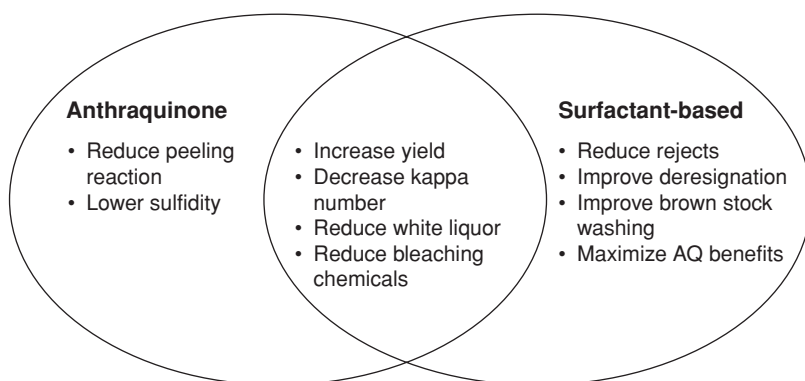 Anthraquinone
• Reduce peeling
reaction
• Lower sulfidity
• Increase yield
• Decrease kappa
number
• Reduce white liquor
• Reduce bleaching
chemicals
Surfactant-based
• Reduce rejects
• Improve deresignation
• Improve brown stock
washing
• Maximize AQ benefits